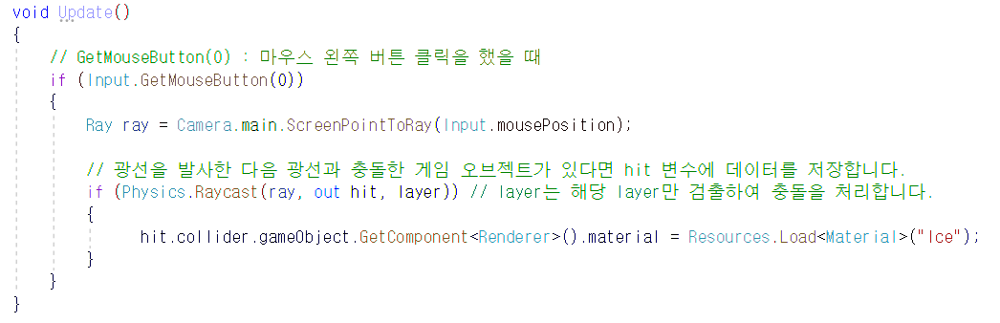 void Update()
{
// GetMouseButton(0) : 마우스 왼쪽 버튼 클릭을 했을 때
if (Input.GetMouseButton(0))
{
Ray ray = Camera.main.ScreenPointToRay(Input.mousePosition);
// 광선을 발사한 다음 광선과 충돌한 게임 오브젝트가 있다면 hit 변수에 데이터를 저장합니다.
if (Physics.Raycast(ray, out hit, layer)) // layer는 해당 layer만 검출하여 충돌을 처리합니다.
{
hit.collider.gameObject.GetComponent<Renderer>().material = Resources.Load<Material>("Ice");
}
}
}